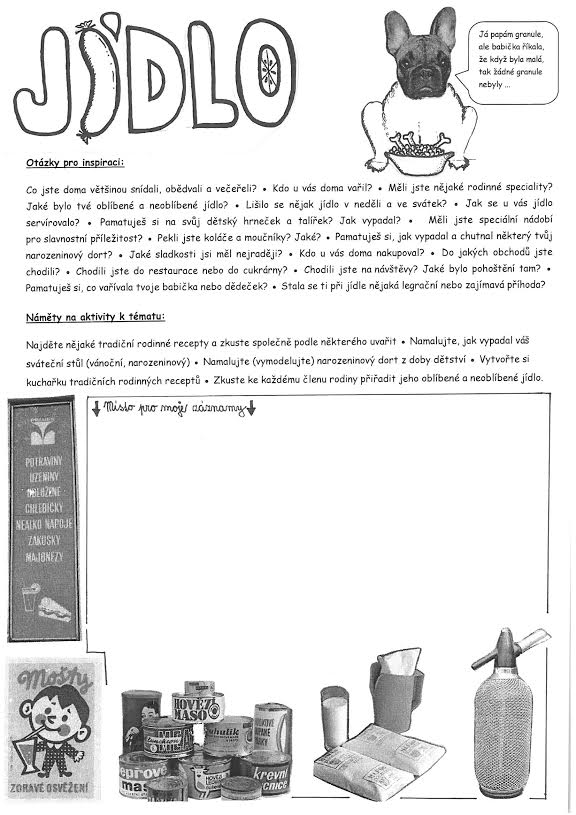 JÍDLO
Já papám granule,
ale babička říkala,
že když byla malá,
tak žádné granule
nebyly ...
Otázky pro inspiraci:
Co jste doma většinou snídali, obědvali a večeřeli? • Kdo u vás doma vařil? • Měli jste nějaké rodinné speciality?
Jaké bylo tvé oblíbené a neoblíbené jídlo? • Lišilo se nějak jídlo v neděli a ve svátek? • Jak se u vás jídlo
servírovalo? • Pamatuješ si na svůj dětský hrneček a talířek? Jak vypadal? • Měli jste speciální nádobí
pro slavnostní příležitost? • Pekli jste koláče a moučníky? Jaké? • Pamatuješ si, jak vypadal a chutnal některý tvůj
narozeninový dort? • Jaké sladkosti jsi měl nejraději? • Kdo u vás doma nakupoval? • Do jakých obchodů jste
chodili? • Chodili jste do restaurace nebo do cukrárny? • Chodili jste na návštěvy? Jaké bylo pohoštění tam? •
Pamatuješ si, co vařívala tvoje babička nebo dědeček? • Stala se ti při jídle nějaká legrační nebo zajímavá příhoda?
Náměty na aktivity k tématu:
Najděte nějaké tradiční rodinné recepty a zkuste společně podle některého uvařit • Namalujte, jak vypadal váš
sváteční stůl (vánoční, narozeninový) • Namalujte (vymodelujte) narozeninový dort z doby dětství • Vytvořte si
kuchařku tradičních rodinných receptů • Zkuste ke každému členu rodiny přiřadit jeho oblíbené a neoblíbené jídlo.
Místo pro moje záznamy
POTRAVINY
UZENINY
OBLOŽENÉ
CHLEBÍČKY
NEALKO NÁPOJE
ZÁKUSKY
MAJONÉZY
Mošty
ZDRAVÉ OSVĚŽENÍ
HOVĚZÍ
MASO
luncheon
vepřové